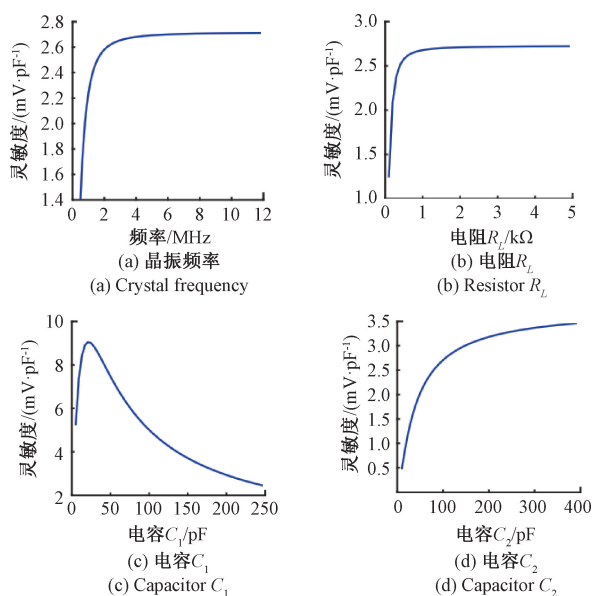 2.8
2.6
2.4
2.2
2.0
1.8
1.6
1.4
灵敏度/(mV·pF⁻¹)
0 2 4 6 8 10 12
频率/MHz
(a) 晶振频率
(a) Crystal frequency
3.0
2.5
2.0
1.5
1.0
灵敏度/(mV·pF⁻¹)
0 1 2 3 4 5
电阻R_L/kΩ
(b) 电阻R_L
(b) Resistor R_L
10
8
6
4
2
灵敏度/(mV·pF⁻¹)
0 50 100 150 200 250
电容C₁/pF
(c) 电容C₁
(c) Capacitor C₁
3.5
3.0
2.5
2.0
1.5
1.0
0.5
灵敏度/(mV·pF⁻¹)
0 100 200 300 400
电容C₂/pF
(d) 电容C₂
(d) Capacitor C₂